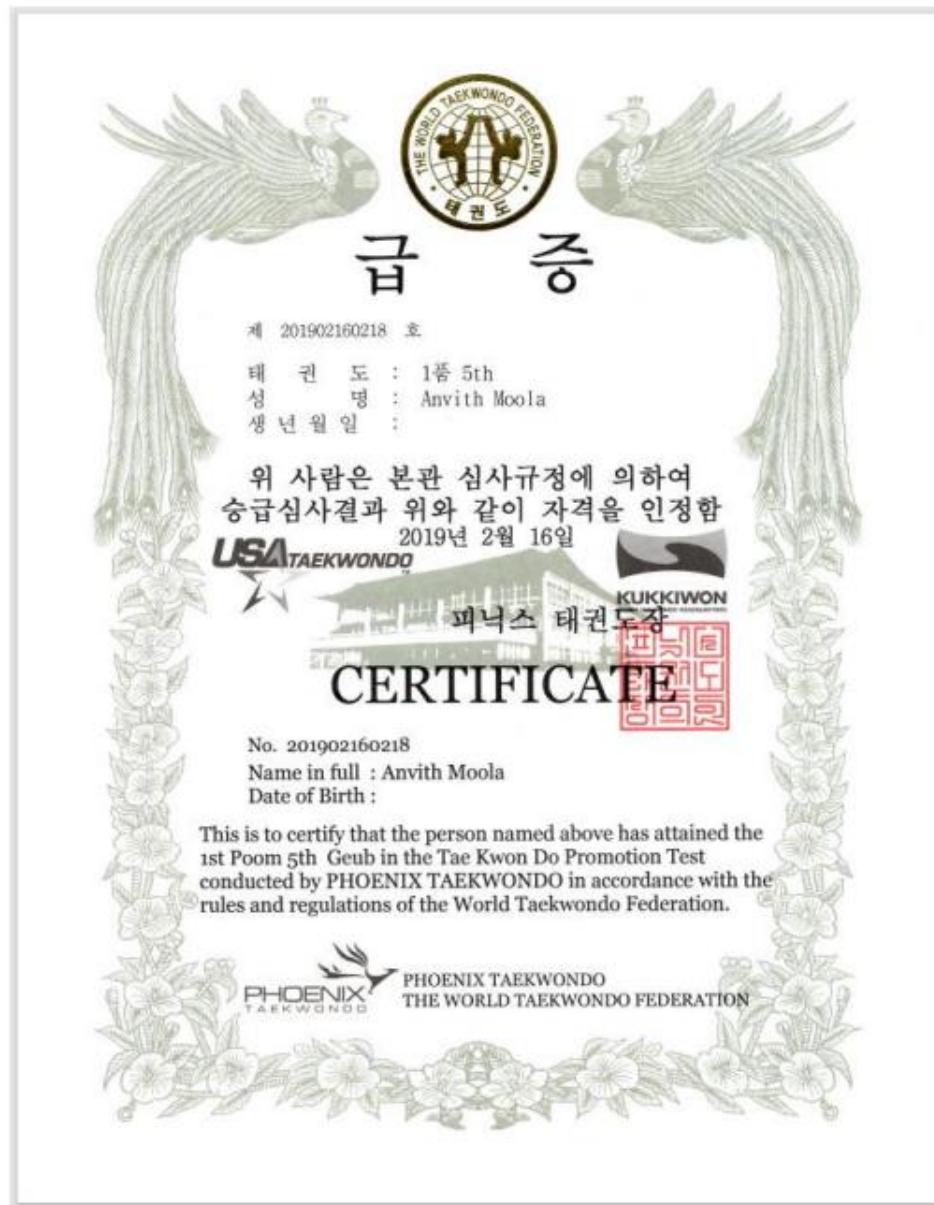 THE WORLD TAEKWONDO FEDERATION
태권도
급 증
제 201902160218 호
태 권 도 : 1품 5th
성 명 : Anvith Moola
생 년 월 일 :
위 사람은 본관 심사규정에 의하여
승급심사결과 위와 같이 자격을 인정함
2019년 2월 16일
USA TAEKWONDO
KUKKIWON
피닉스 태권도장
CERTIFICATE
No. 201902160218
Name in full : Anvith Moola
Date of Birth :
This is to certify that the person named above has attained the
1st Poom 5th Geub in the Tae Kwon Do Promotion Test
conducted by PHOENIX TAEKWONDO in accordance with the
rules and regulations of the World Taekwondo Federation.
PHOENIX
TAEKWONDO
PHOENIX TAEKWONDO
THE WORLD TAEKWONDO FEDERATION